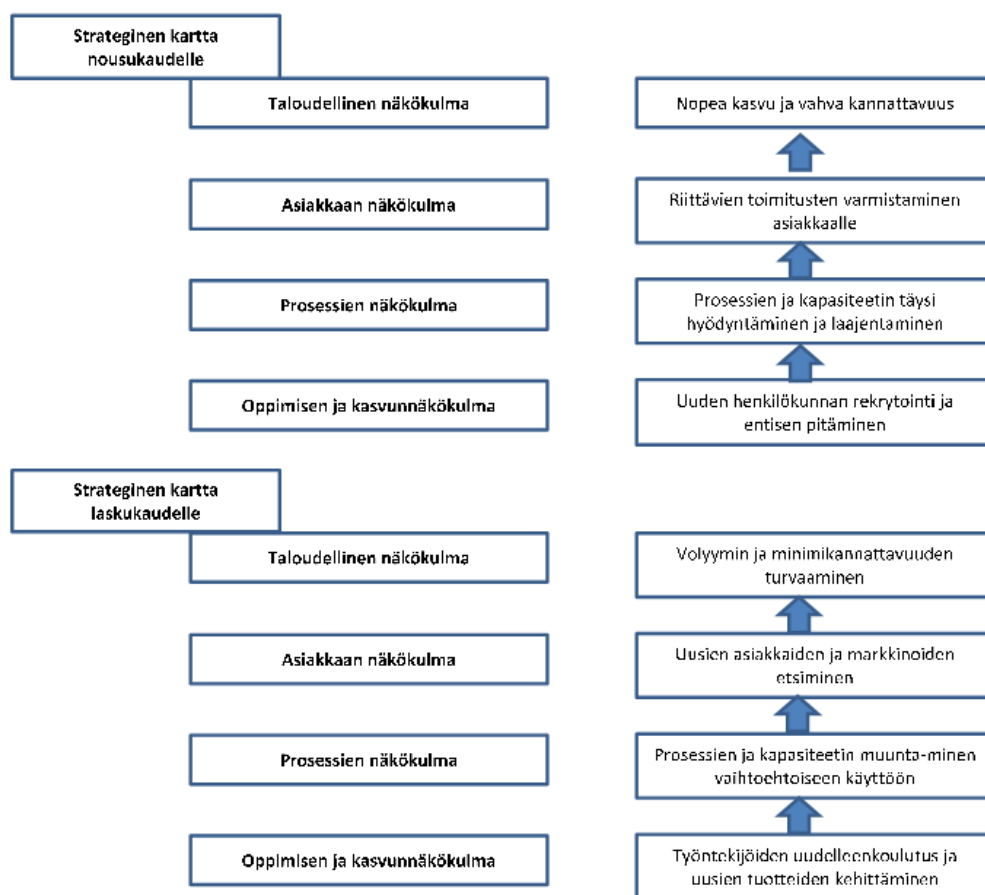 Strateginen kartta
nousukaudelle
Taloudellinen näkökulma
Nopea kasvu ja vahva kannattavuus
Asiakkaan näkökulma
Riittävien toimitusten varmistaminen
asiakkaalle
Prosessien näkökulma
Prosessien ja kapasiteetin täysi
hyödyntäminen ja laajentaminen
Oppimisen ja kasvunnäkökulma
Uuden henkilökunnan rekrytointi ja
entisen pitäminen
Strateginen kartta
laskukaudelle
Taloudellinen näkökulma
Volyymin ja minimikannattavuuden
turvaaminen
Asiakkaan näkökulma
Uusien asiakkaiden ja markkinoiden
etsiminen
Prosessien näkökulma
Prosessien ja kapasiteetin muunta-minen
vaihtoehtoiseen käyttöön
Oppimisen ja kasvunnäkökulma
Työntekijöiden uudelleenkoulutus ja
uusien tuotteiden kehittäminen